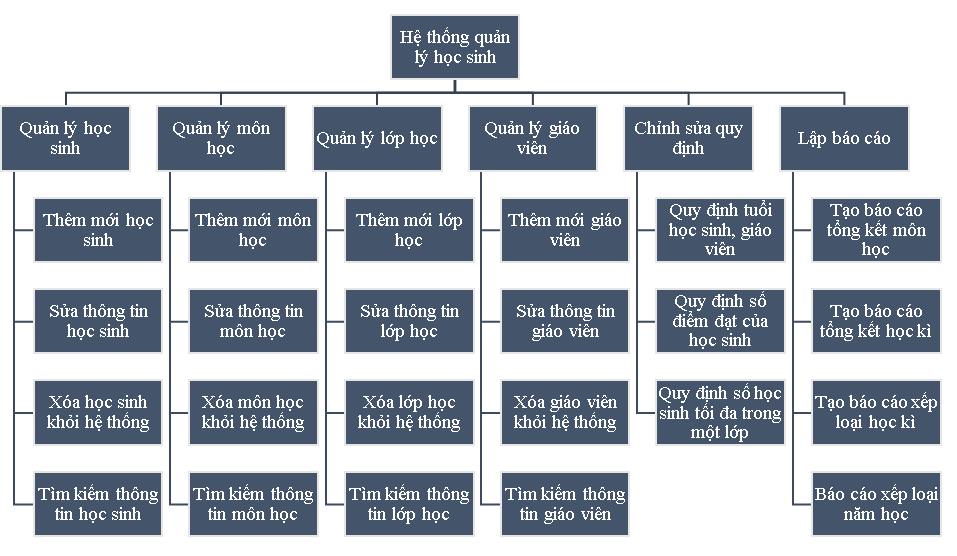 Hệ thống quản
lý học sinh
Quản lý học
sinh
Quản lý môn
học
Quản lý lớp học
Quản lý giáo
viên
Chỉnh sửa quy
định
Lập báo cáo
Thêm mới học
sinh
Thêm mới môn
học
Thêm mới lớp
học
Thêm mới giáo
viên
Quy định tuổi
học sinh, giáo
viên
Tạo báo cáo
tổng kết môn
học
Sửa thông tin
học sinh
Sửa thông tin
môn học
Sửa thông tin
lớp học
Sửa thông tin
giáo viên
Quy định số
điểm đạt của
học sinh
Tạo báo cáo
tổng kết học kì
Xóa học sinh
khỏi hệ thống
Xóa môn học
khỏi hệ thống
Xóa lớp học
khỏi hệ thống
Xóa giáo viên
khỏi hệ thống
Quy định số học
sinh tối đa trong
một lớp
Tạo báo cáo xếp
loại học kì
Tìm kiếm thông
tin học sinh
Tìm kiếm thông
tin môn học
Tìm kiếm thông
tin lớp học
Tìm kiếm thông
tin giáo viên
Báo cáo xếp loại
năm học